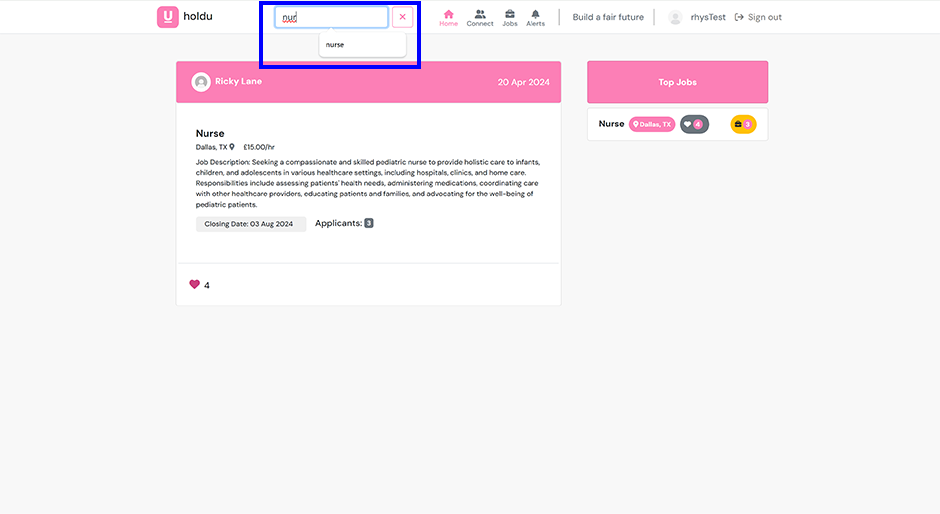 holdu
nur
nurse
Home
Connect
Jobs
Alerts
Build a fair future
rhysTest
Sign out
Ricky Lane
20 Apr 2024
Nurse
Dallas, TX £15.00/hr
Job Description: Seeking a compassionate and skilled pediatric nurse to provide holistic care to infants,
children, and adolescents in various healthcare settings, including hospitals, clinics, and home care.
Responsibilities include assessing patients' health needs, administering medications, coordinating care
with other healthcare providers, educating patients and families, and advocating for the well-being of
pediatric patients.
Closing Date: 03 Aug 2024 Applicants: 3
4
Top Jobs
Nurse Dallas, TX 4 3